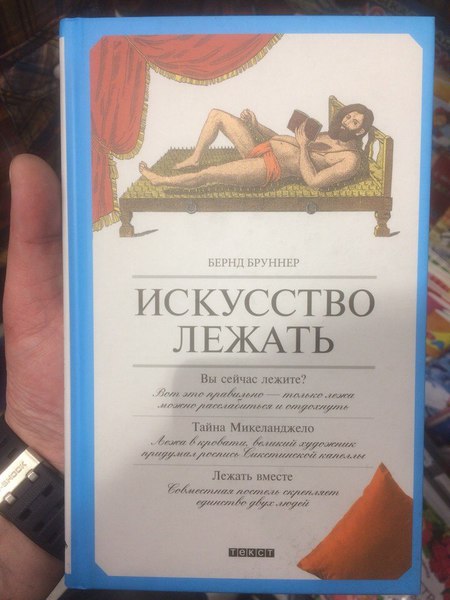 БЕРНД БРУННЕР
ИСКУССТВО
ЛЕЖАТЬ
Вы сейчас лежите?
Вот это правильно — только лежа
можно расслабиться и отдохнуть
Тайна Микеланджело
Лежа в кровати, великий художник
придумал роспись Сикстинской капеллы
Лежать вместе
Совместная постель скрепляет
единство двух людей
ТЕКСТ
G-SHOCK